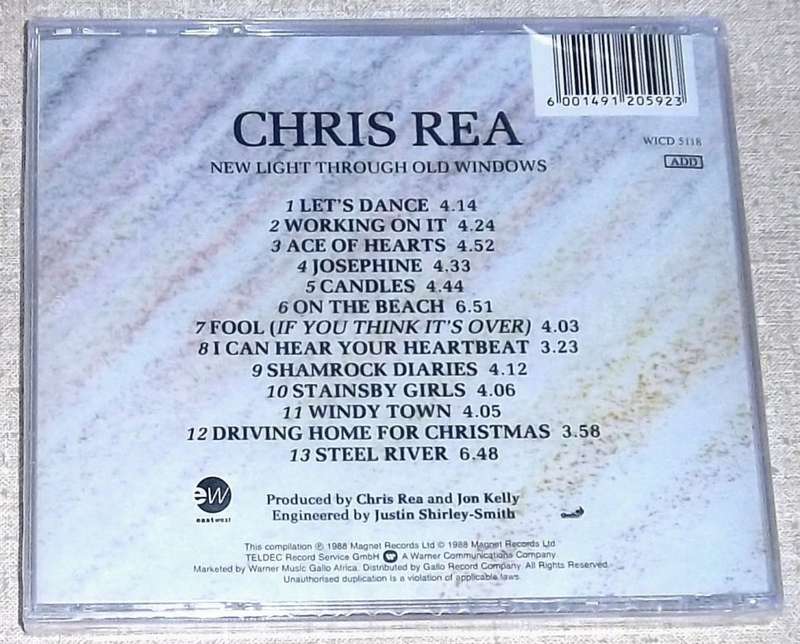 6 001491 205923
CHRIS REA
WICD 5118
NEW LIGHT THROUGH OLD WINDOWS
ADD
1 LET'S DANCE 4.14
2 WORKING ON IT 4.24
3 ACE OF HEARTS 4.52
4 JOSEPHINE 4.33
5 CANDLES 4.44
6 ON THE BEACH 6.51
7 FOOL (IF YOU THINK IT'S OVER) 4.03
8 I CAN HEAR YOUR HEARTBEAT 3.23
9 SHAMROCK DIARIES 4.12
10 STAINSBY GIRLS 4.06
11 WINDY TOWN 4.05
12 DRIVING HOME FOR CHRISTMAS 3.58
13 STEEL RIVER 6.48
ew
eastwest
Produced by Chris Rea and Jon Kelly
Engineered by Justin Shirley-Smith
This compilation ℗ 1988 Magnet Records Ltd © 1988 Magnet Records Ltd
TELDEC Record Service GmbH A Warner Communications Company
Marketed by Warner Music Gallo Africa. Distributed by Gallo Record Company. All Rights Reserved.
Unauthorised duplication is a violation of applicable laws.